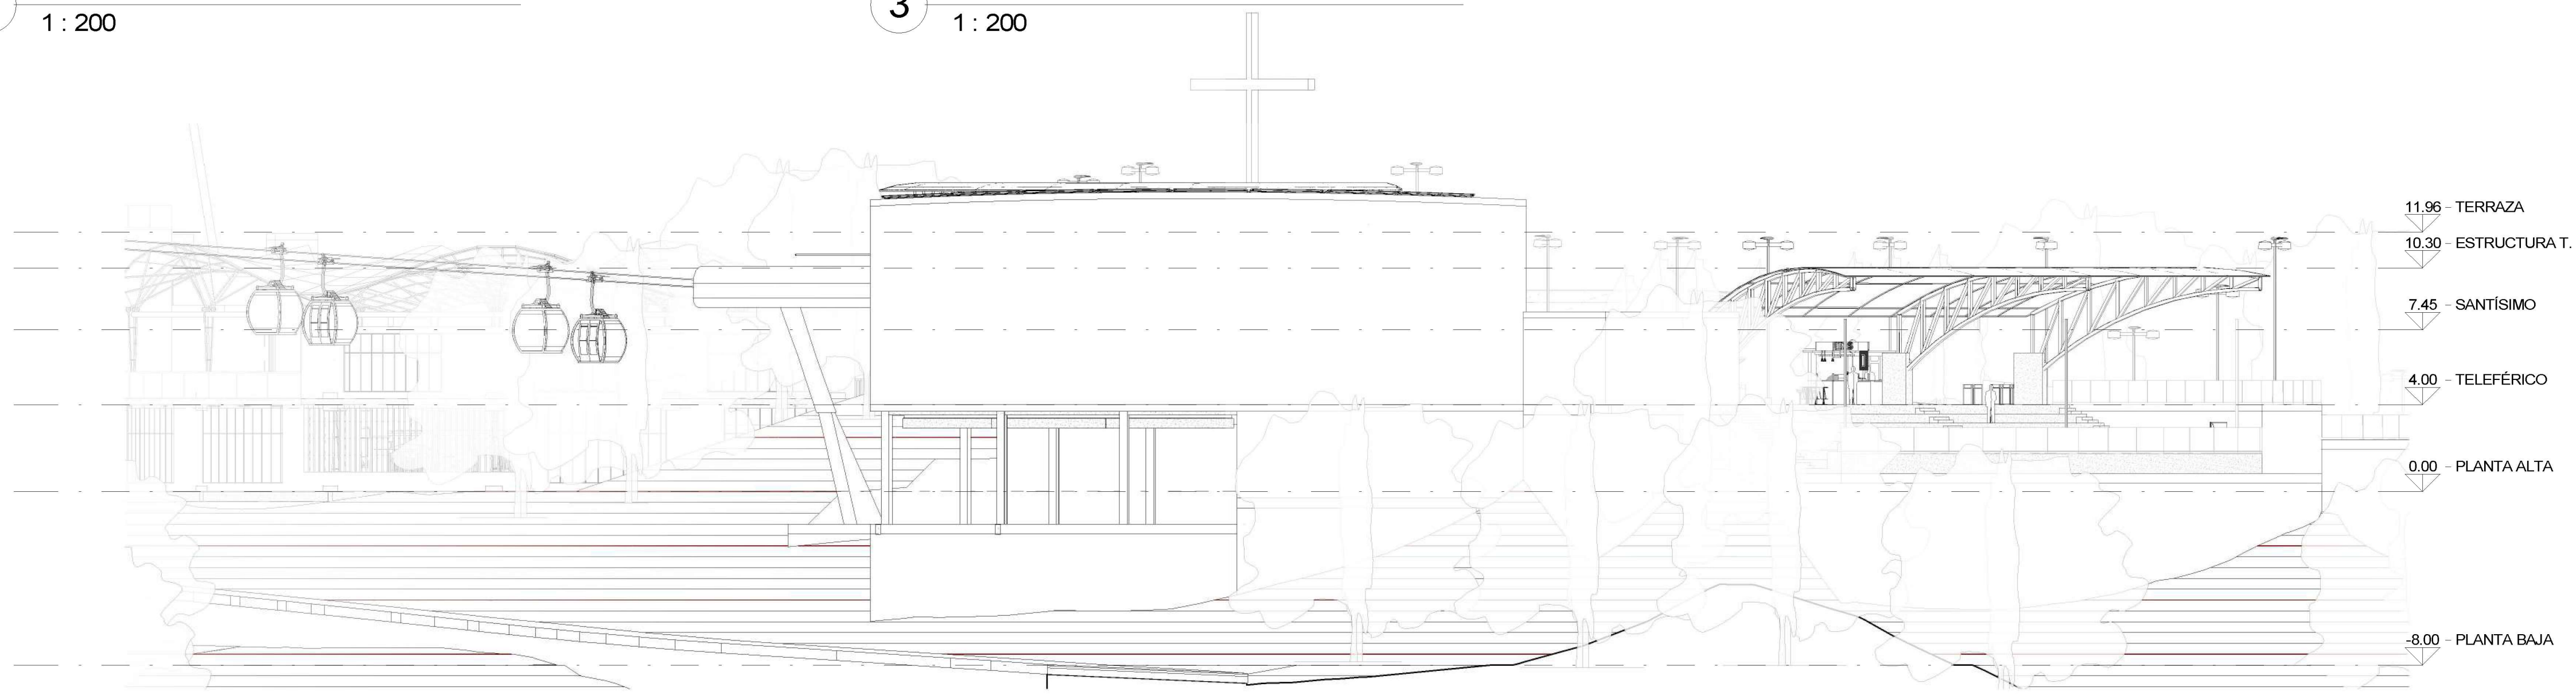 3
1 : 200
1 : 200
11.96 - TERRAZA
10.30 - ESTRUCTURA T.
7.45 - SANTÍSIMO
4.00 - TELEFÉRICO
0.00 - PLANTA ALTA
-8.00 - PLANTA BAJA